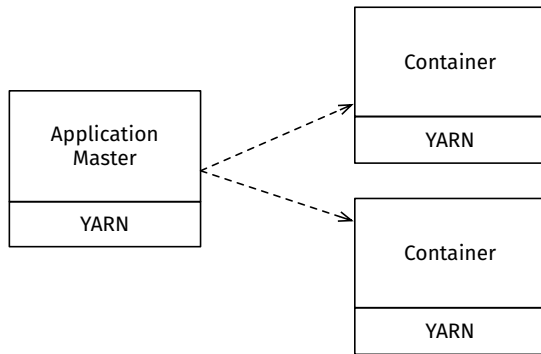 Application
Master
YARN
Container
YARN
Container
YARN